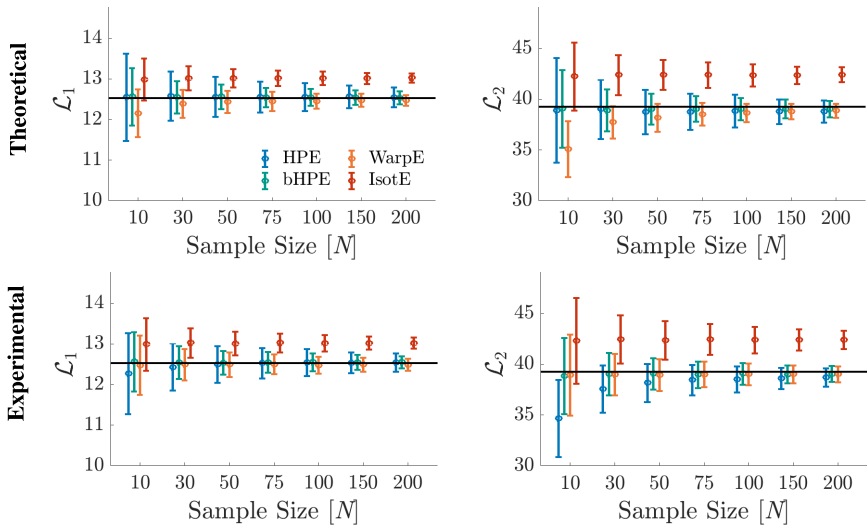 Theoretical
14
13
12
11
10
ℒ₁
HPE
WarpE
bHPE
IsotE
10 30 50 75 100 150 200
Sample Size [N]
45
40
35
30
ℒ₂
10 30 50 75 100 150 200
Sample Size [N]
Experimental
14
13
12
11
10
ℒ₁
10 30 50 75 100 150 200
Sample Size [N]
45
40
35
30
ℒ₂
10 30 50 75 100 150 200
Sample Size [N]